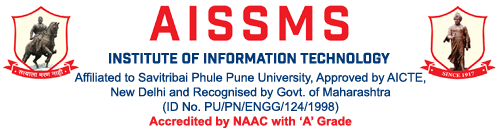 AISSMS
INSTITUTE OF INFORMATION TECHNOLOGY
Affiliated to Savitribai Phule Pune University, Approved by AICTE,
New Delhi and Recognised by Govt. of Maharashtra
(ID No. PU/PN/ENGG/124/1998)
Accredited by NAAC with ‘A’ Grade
SINCE 1917